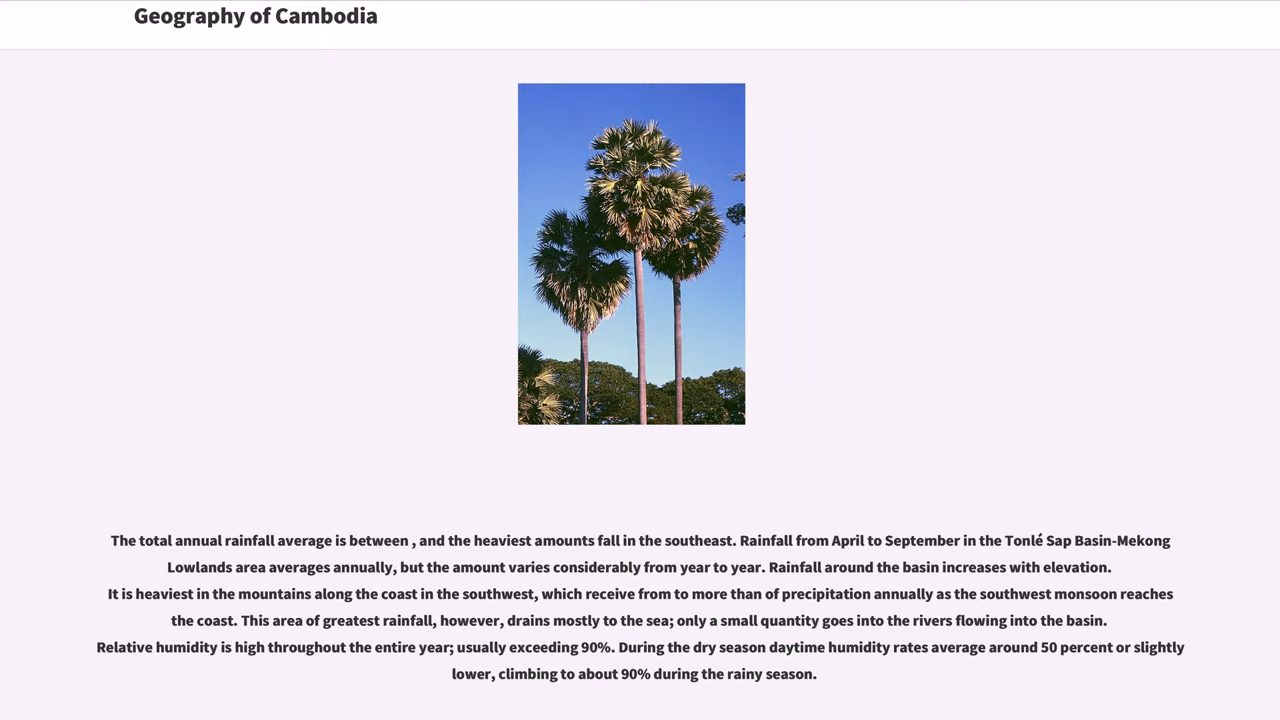 Geography of Cambodia
The total annual rainfall average is between , and the heaviest amounts fall in the southeast. Rainfall from April to September in the Tonlé Sap Basin-Mekong
Lowlands area averages annually, but the amount varies considerably from year to year. Rainfall around the basin increases with elevation.
It is heaviest in the mountains along the coast in the southwest, which receive from to more than of precipitation annually as the southwest monsoon reaches
the coast. This area of greatest rainfall, however, drains mostly to the sea; only a small quantity goes into the rivers flowing into the basin.
Relative humidity is high throughout the entire year; usually exceeding 90%. During the dry season daytime humidity rates average around 50 percent or slightly
lower, climbing to about 90% during the rainy season.